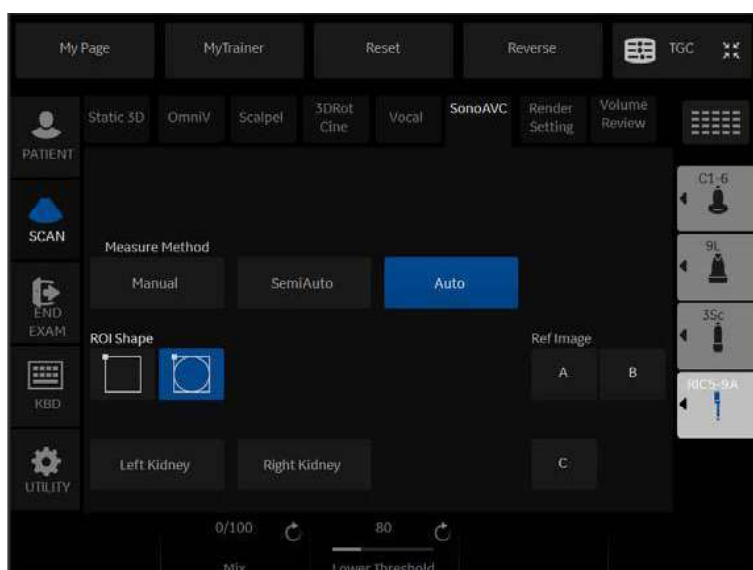 My Page MyTrainer Reset Reverse TGC
Static 3D OmniV Scalpel 3DRot Cine Vocal SonoAVC Render Setting Volume Review
PATIENT
C1-6
SCAN
Measure Method
9L
Manual SemiAuto Auto
END EXAM
ROI Shape Ref Image
3Sc
A B
KBD
RIC5-9A
Left Kidney Right Kidney C
UTILITY
0/100 80
Mix Lower Threshold